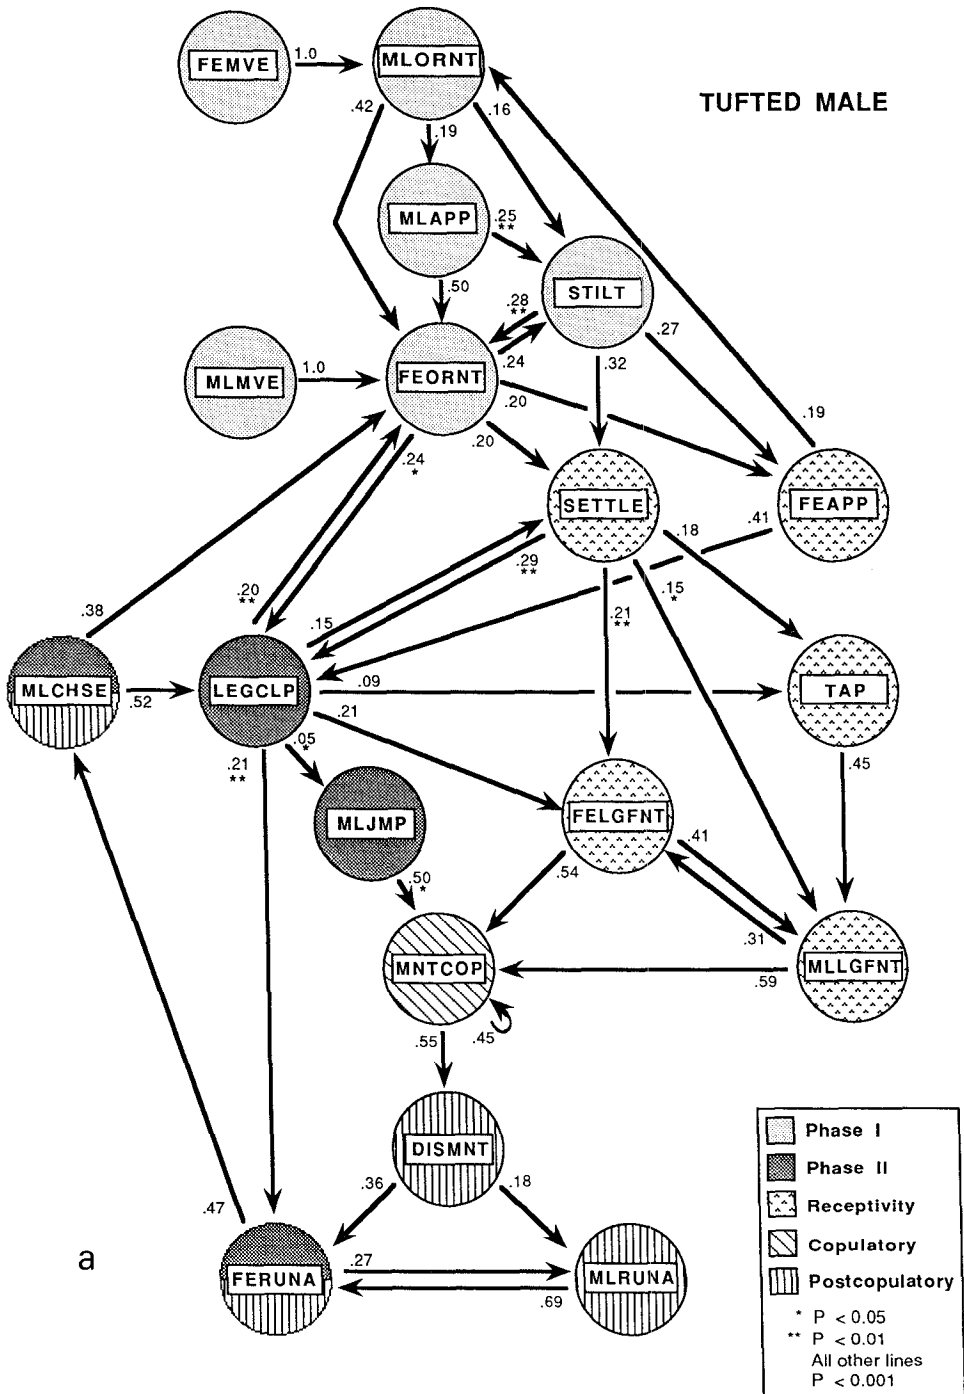 FEMVE
1.0
MLORNT
TUFTED MALE
.42
.19
.16
MLAPP
.25
**
STILT
.50
.28
**
.27
MLMVE
1.0
FEORNT
.24
.32
.20
.19
.20
.24
*
SETTLE
FEAPP
.41
.18
.29
**
.15
*
.20
**
.15
.21
**
.38
MLCHSE
.52
LEGCLP
.09
TAP
.21
.05
*
.21
**
.45
MLJMP
FELGFNT
.41
.50
*
.54
.31
MNTCOP
MLLGFNT
.59
.45
.55
DISMNT
.36
.18
.47
a
FERUNA
.27
.69
MLRUNA
Phase I
Phase II
Receptivity
Copulatory
Postcopulatory
* P < 0.05
** P < 0.01
All other lines
P < 0.001